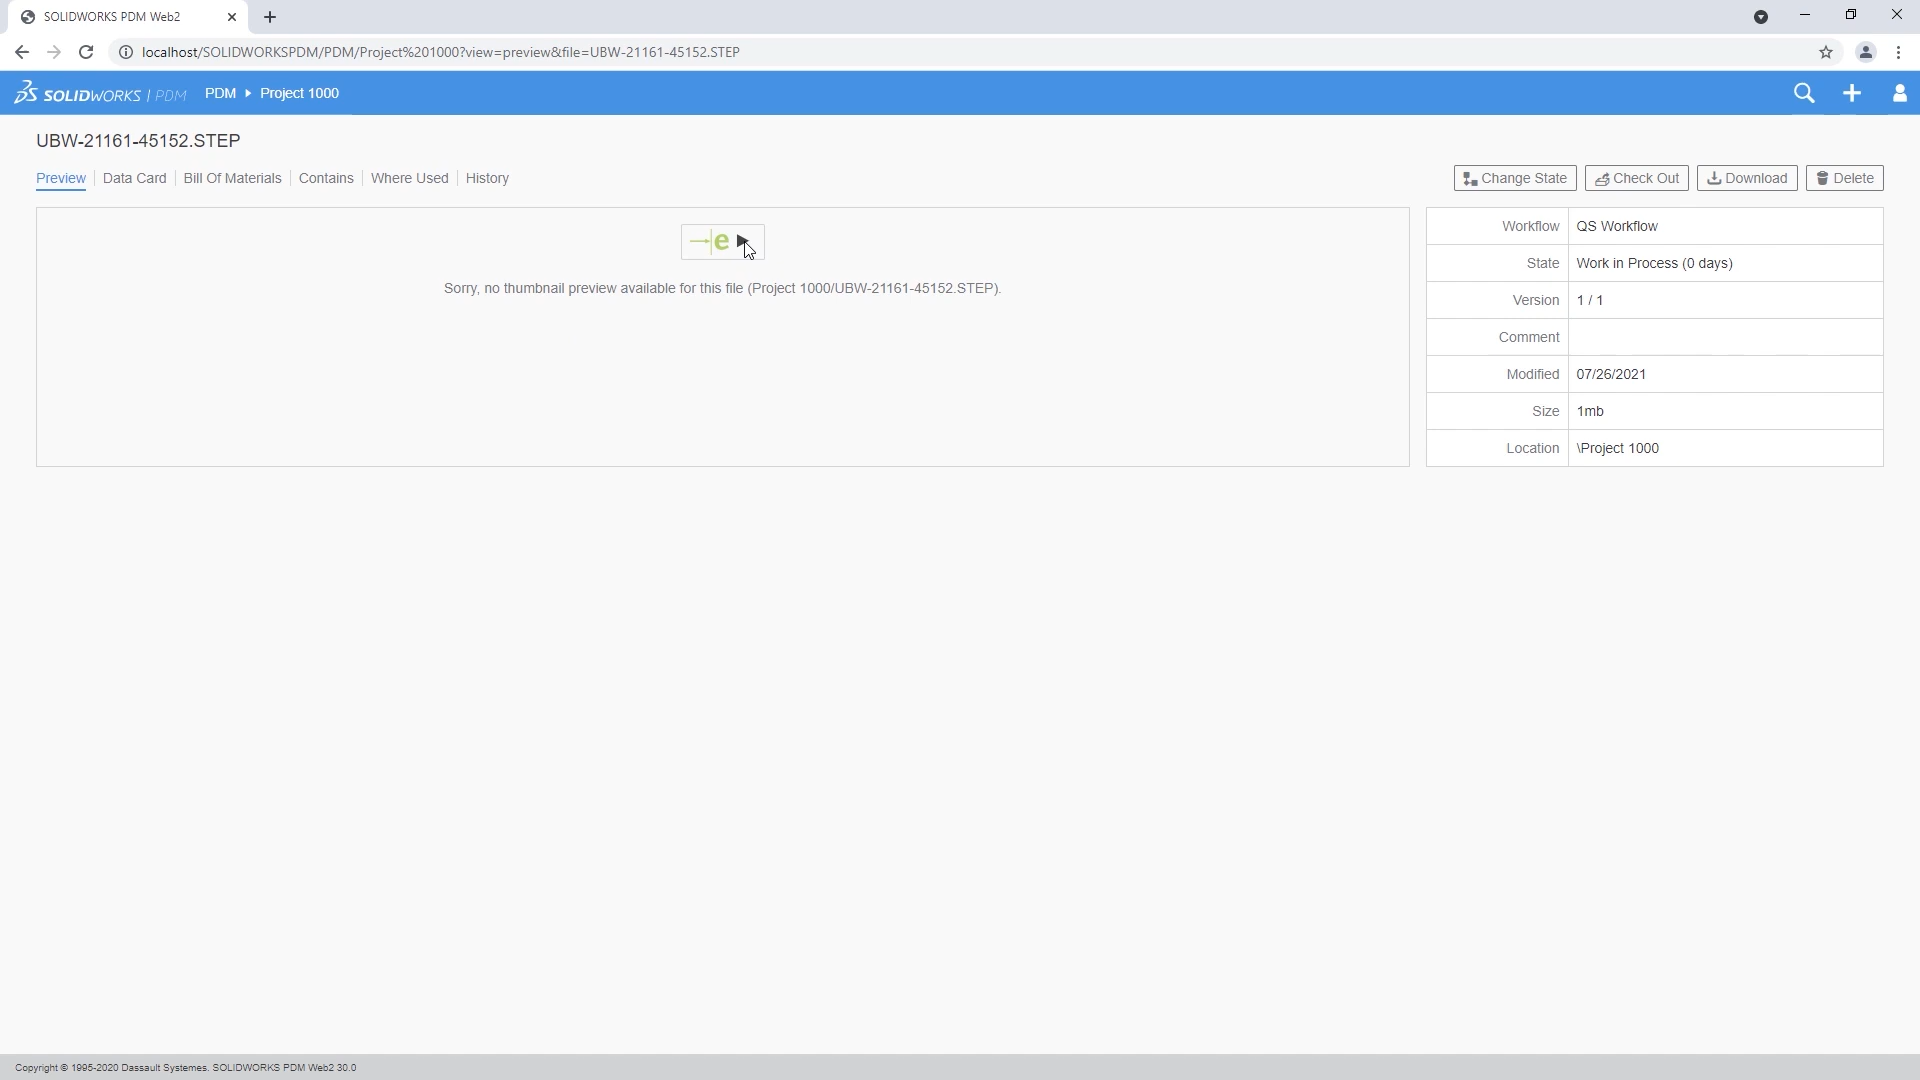 SOLIDWORKS PDM Web2
localhost/SOLIDWORKSPDM/PDM/Project%201000?view=preview&file=UBW-21161-45152.STEP
SOLIDWORKS | PDM PDM Project 1000
UBW-21161-45152.STEP
Preview Data Card Bill Of Materials Contains Where Used History Change State Check Out Download Delete
e
Sorry, no thumbnail preview available for this file (Project 1000/UBW-21161-45152.STEP).
Workflow QS Workflow
State Work in Process (0 days)
Version 1 / 1
Comment
Modified 07/26/2021
Size 1mb
Location \Project 1000
Copyright © 1995-2020 Dassault Systemes. SOLIDWORKS PDM Web2 30.0